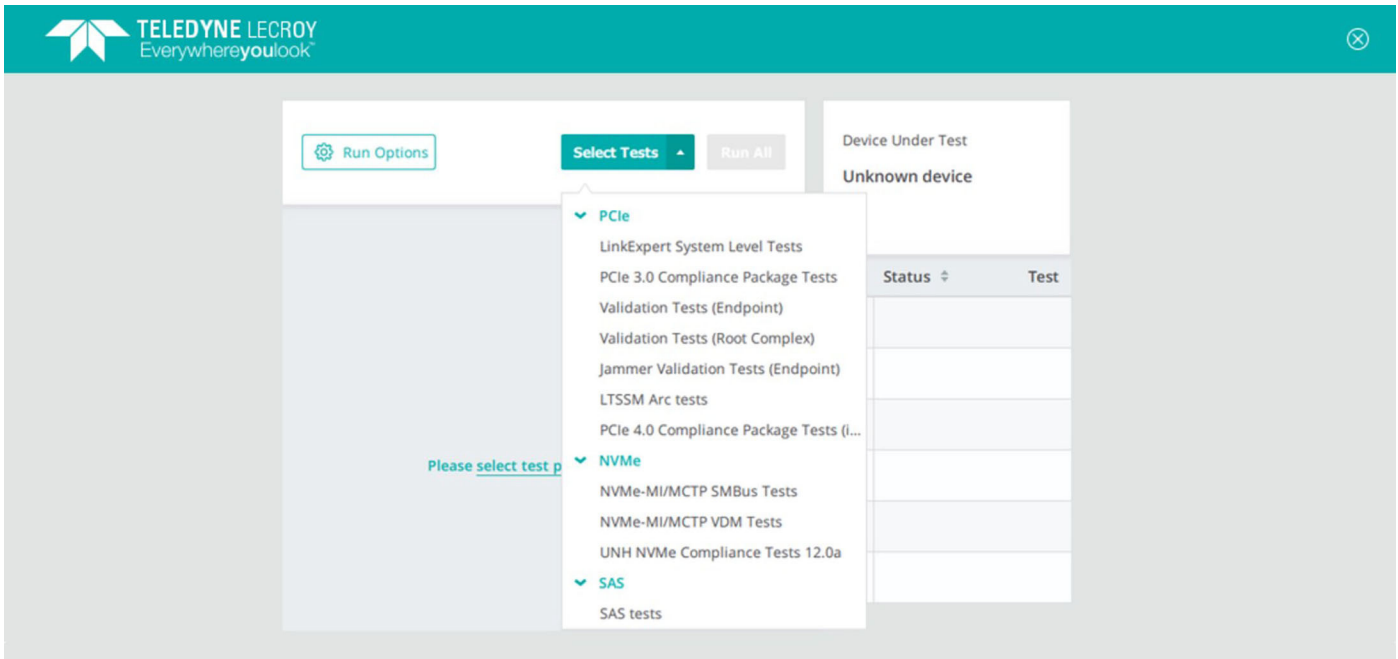 TELEDYNE LECROY
Everywhereyoulook™
Run Options
Select Tests
Run All
Device Under Test
Unknown device
PCIe
LinkExpert System Level Tests
PCIe 3.0 Compliance Package Tests
Validation Tests (Endpoint)
Validation Tests (Root Complex)
Jammer Validation Tests (Endpoint)
LTSSM Arc tests
PCIe 4.0 Compliance Package Tests (i...
NVMe
NVMe-MI/MCTP SMBus Tests
NVMe-MI/MCTP VDM Tests
UNH NVMe Compliance Tests 12.0a
SAS
SAS tests
Please select test p
Status
Test